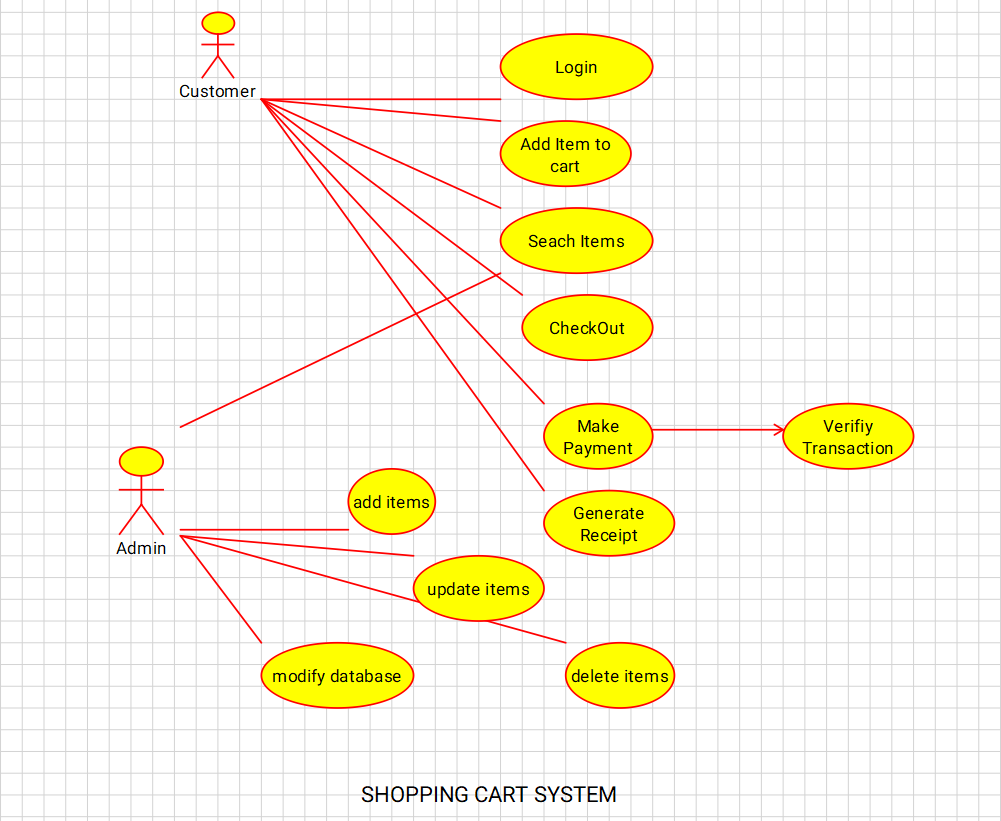 Customer
Login
Add Item to
cart
Seach Items
CheckOut
Make
Payment
Verifiy
Transaction
Generate
Receipt
Admin
add items
update items
modify database
delete items
SHOPPING CART SYSTEM